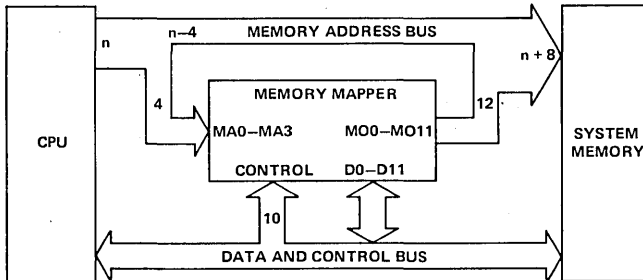 n
n–4
MEMORY ADDRESS BUS
n + 8
4
MEMORY MAPPER
12
MA0–MA3
MO0–MO11
CPU
SYSTEM
MEMORY
CONTROL
D0–D11
10
DATA AND CONTROL BUS